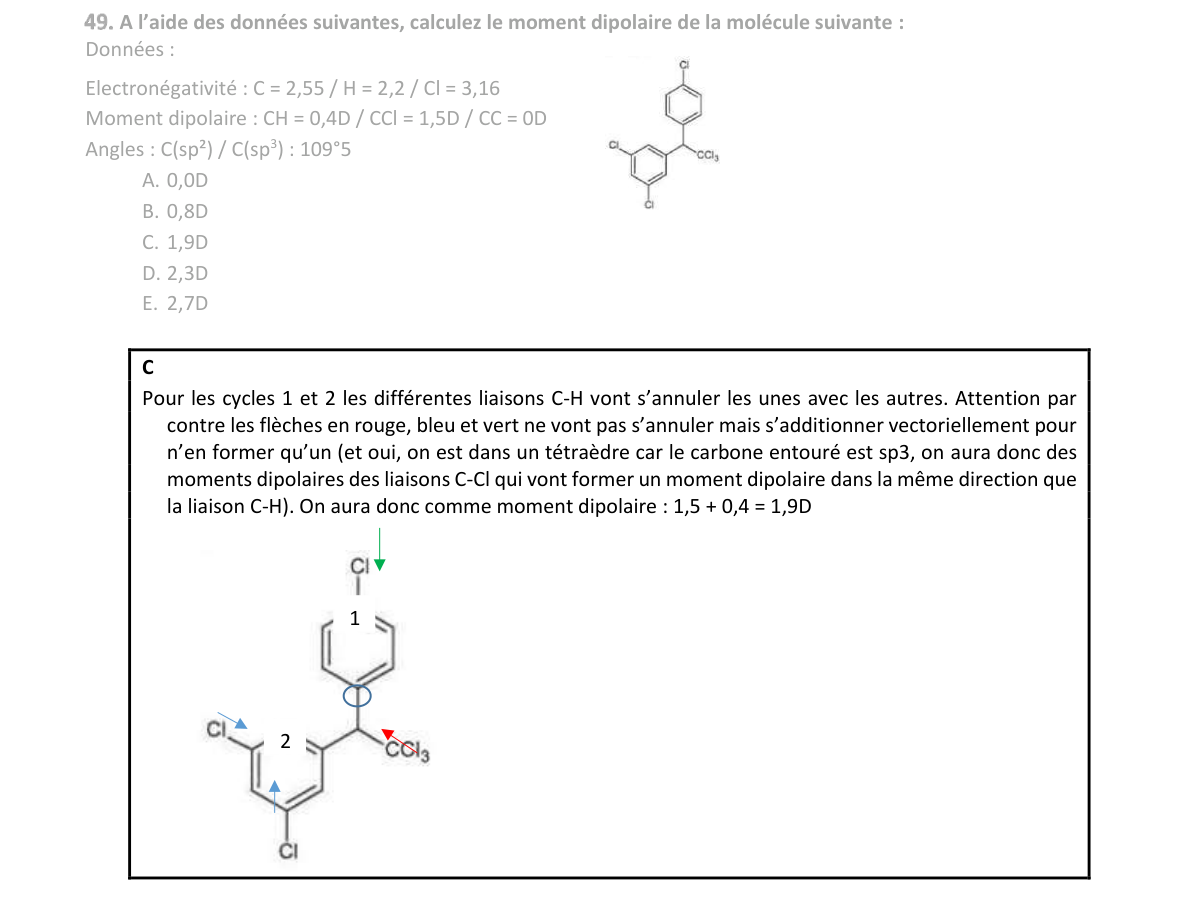 49. A l’aide des données suivantes, calculez le moment dipolaire de la molécule suivante :
Données :
Electronégativité : C = 2,55 / H = 2,2 / Cl = 3,16
Moment dipolaire : CH = 0,4D / CCl = 1,5D / CC = 0D
Angles : C(sp²) / C(sp³) : 109°5
A. 0,0D
B. 0,8D
C. 1,9D
D. 2,3D
E. 2,7D
Cl
Cl
CCl₃
Cl
C
Pour les cycles 1 et 2 les différentes liaisons C-H vont s’annuler les unes avec les autres. Attention par
contre les flèches en rouge, bleu et vert ne vont pas s’annuler mais s’additionner vectoriellement pour
n’en former qu’un (et oui, on est dans un tétraèdre car le carbone entouré est sp3, on aura donc des
moments dipolaires des liaisons C-Cl qui vont former un moment dipolaire dans la même direction que
la liaison C-H). On aura donc comme moment dipolaire : 1,5 + 0,4 = 1,9D
Cl
1
Cl
2
CCl₃
Cl